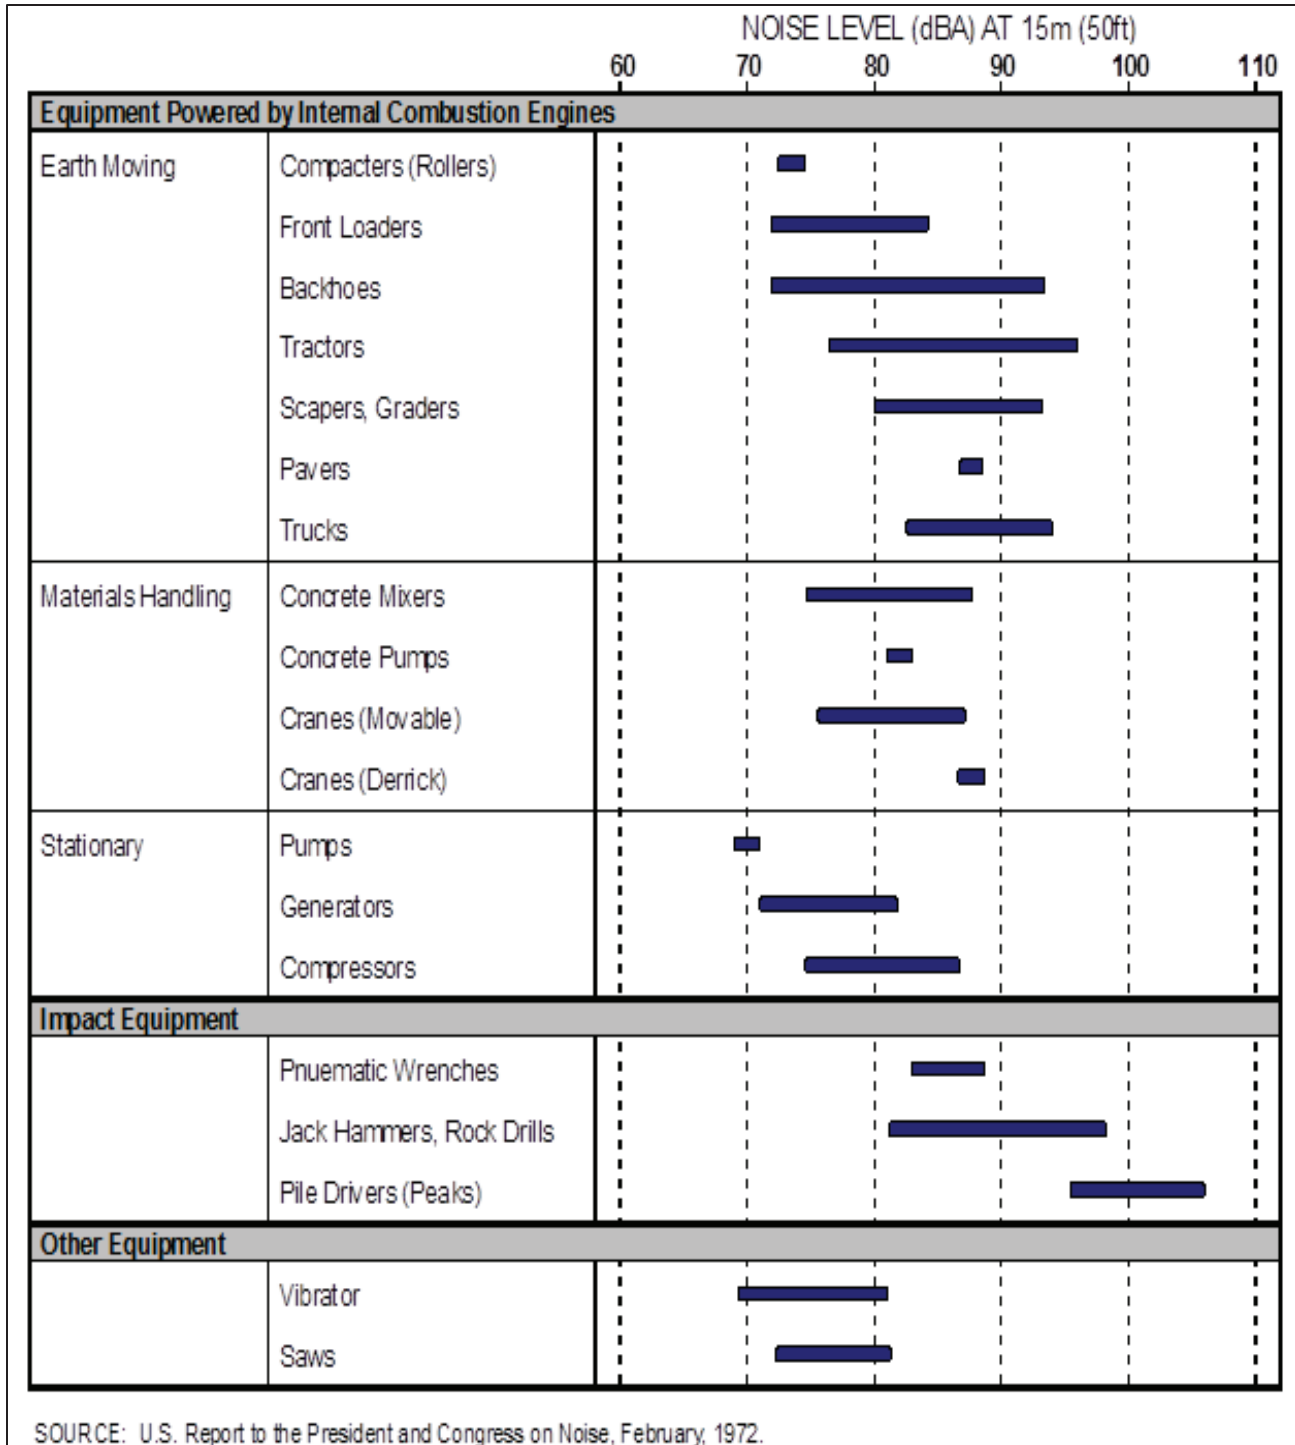 NOISE LEVEL (dBA) AT 15m (50ft)
60 70 80 90 100 110
Equipment Powered by Internal Combustion Engines
Earth Moving Compacters (Rollers)
Front Loaders
Backhoes
Tractors
Scapers, Graders
Pavers
Trucks
Materials Handling Concrete Mixers
Concrete Pumps
Cranes (Movable)
Cranes (Derrick)
Stationary Pumps
Generators
Compressors
Impact Equipment
Pnuematic Wrenches
Jack Hammers, Rock Drills
Pile Drivers (Peaks)
Other Equipment
Vibrator
Saws
SOURCE: U.S. Report to the President and Congress on Noise, February, 1972.